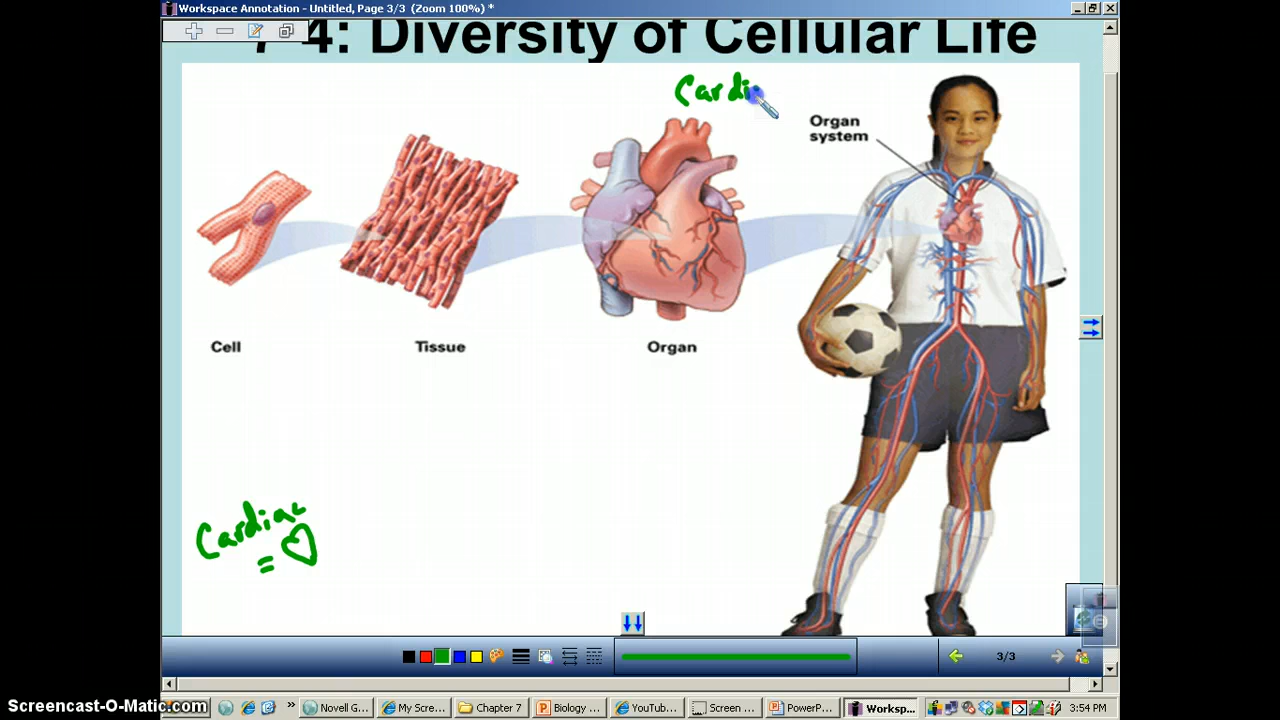 Workspace Annotation - Untitled, Page 3/3 (Zoom 100%) *
4: Diversity of Cellular Life
Cardia
Organ
system
Cell
Tissue
Organ
Cardiac
=
3/3
Screencast-O-Matic.com
»
Novell G...
My Scre...
Chapter 7
Biology ...
YouTub...
Screen ...
PowerP...
Worksp...
3:54 PM